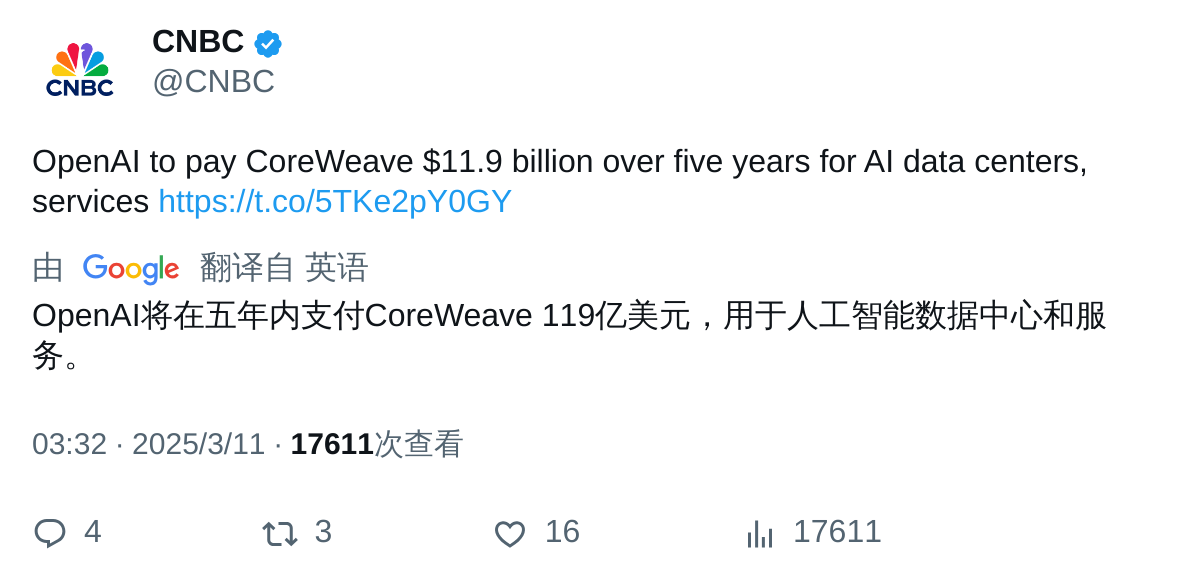 CNBC
CNBC
@CNBC
OpenAI to pay CoreWeave $11.9 billion over five years for AI data centers,
services https://t.co/5TKe2pY0GY
由 Google 翻译自 英语
OpenAI将在五年内支付CoreWeave 119亿美元，用于人工智能数据中心和服
务。
03:32 · 2025/3/11 · 17611次查看
4 3 16 17611